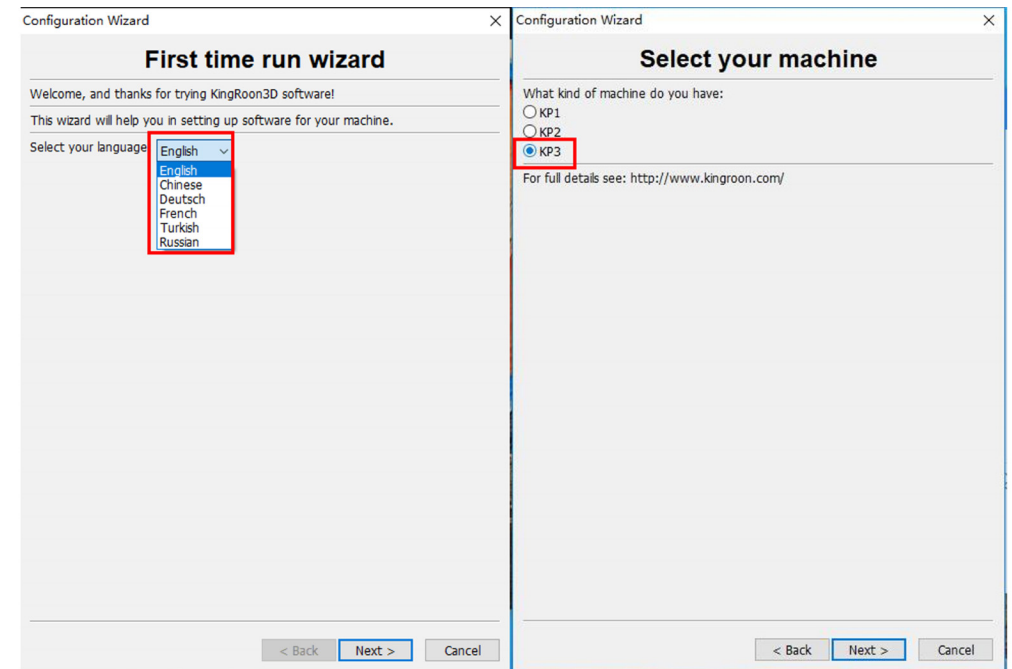 Configuration Wizard
First time run wizard
Welcome, and thanks for trying KingRoon3D software!
This wizard will help you in setting up software for your machine.
Select your language
English
English
Chinese
Deutsch
French
Turkish
Russian
< Back
Next >
Cancel
Configuration Wizard
Select your machine
What kind of machine do you have:
KP1
KP2
KP3
For full details see: http://www.kingroon.com/
< Back
Next >
Cancel